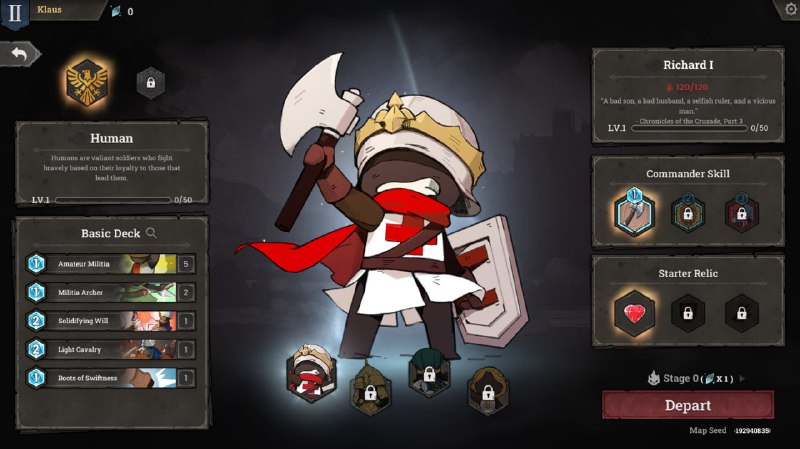 II
Klaus
0
Human
Humans are valiant soldiers who fight
bravely based on their loyalty to those that
lead them.
LV.1 0/50
Basic Deck
1 Amateur Militia 5
1 Militia Archer 2
2 Solidifying Will 1
2 Light Cavalry 1
1 Boots of Swiftness 1
Richard I
120/120
"A bad son, a bad husband, a selfish ruler, and a vicious
man."
- Chronicles of the Crusade, Part 3
LV.1 0/50
Commander Skill
1
Starter Relic
Stage 0 ( X 1 )
Depart
Map Seed 192940835